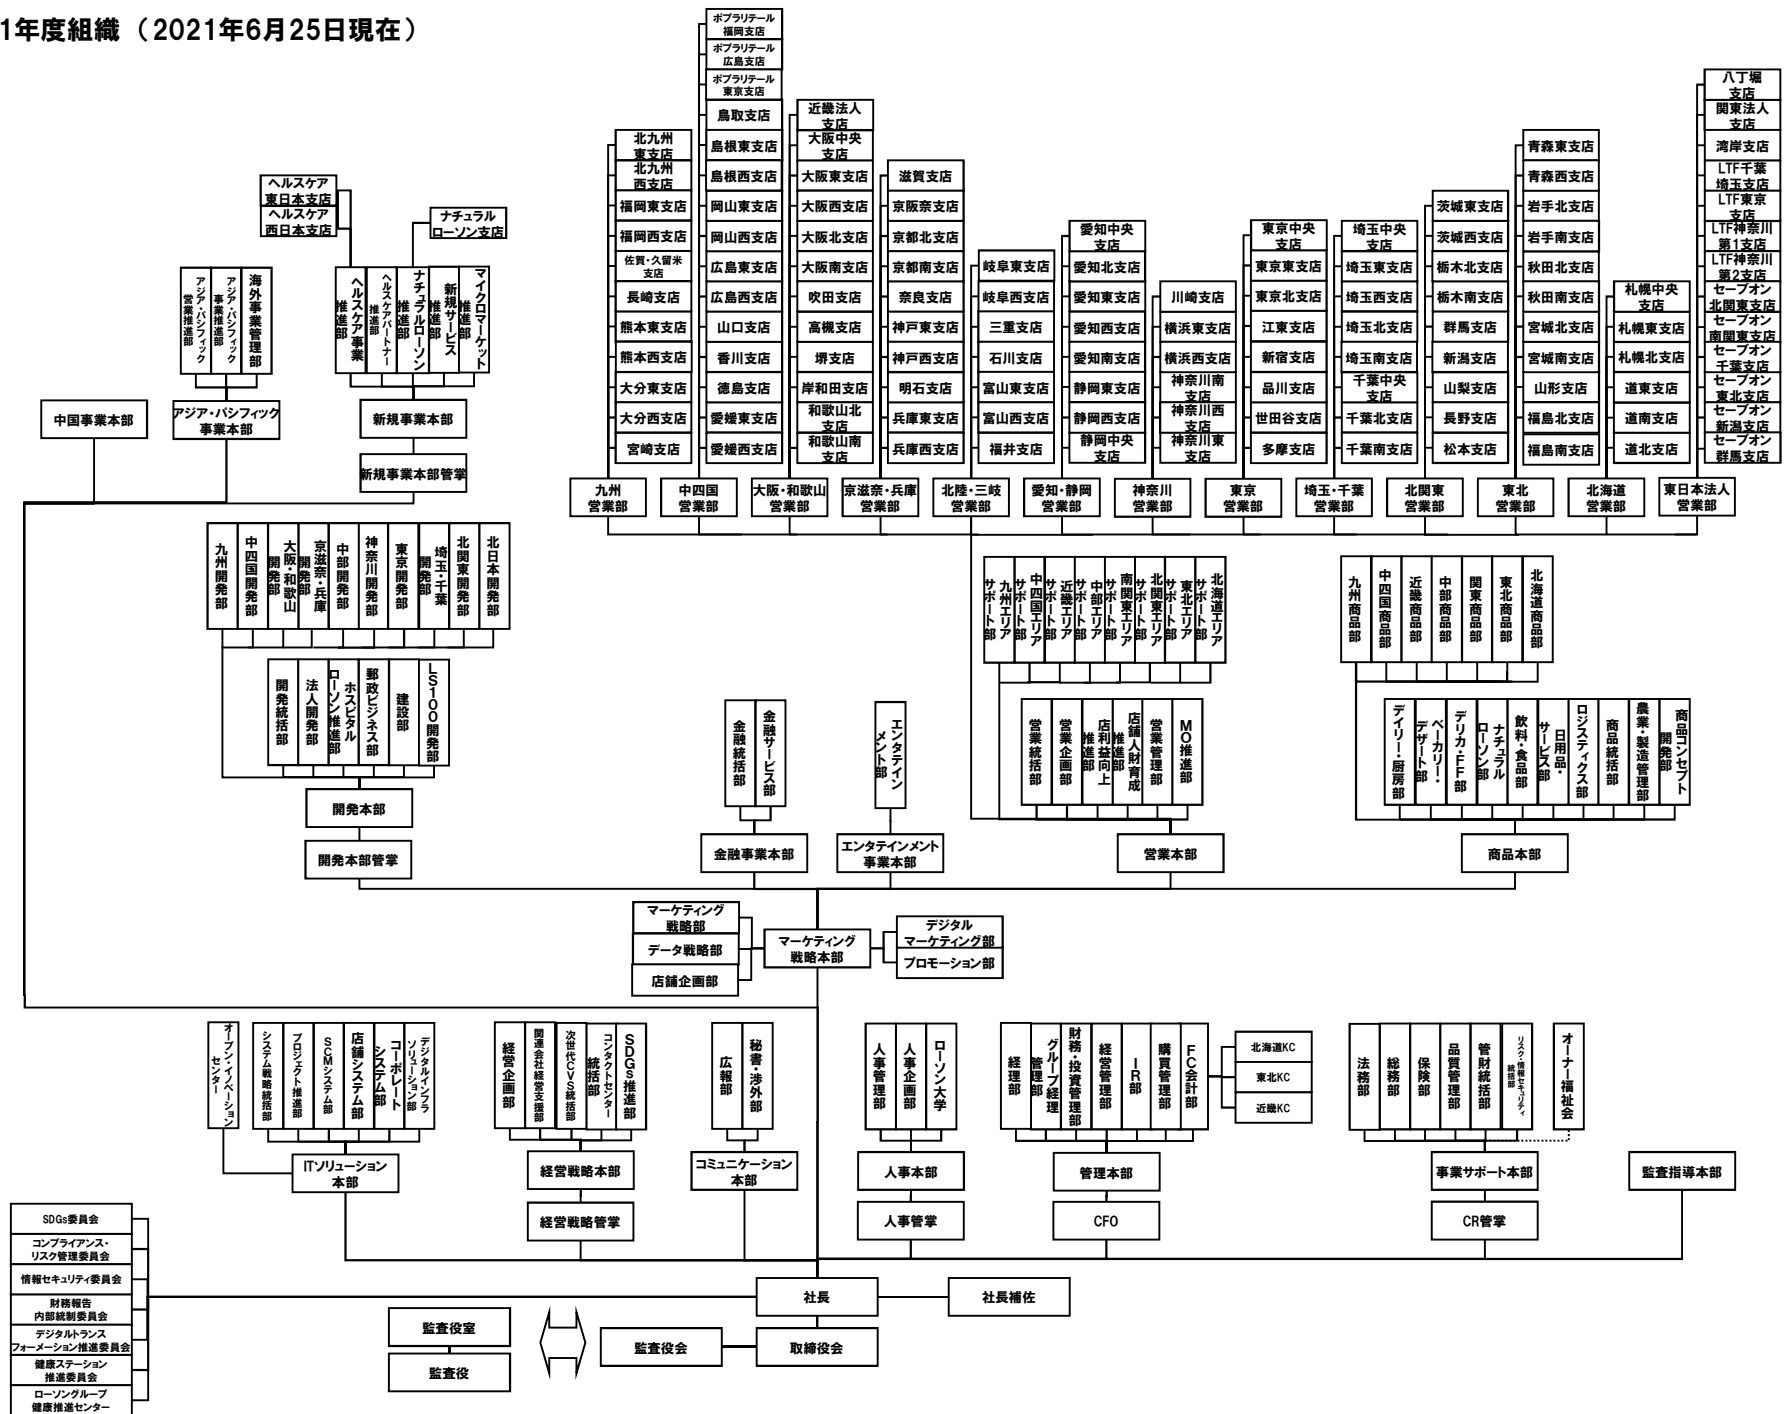 1年度組織（2021年6月25日現在）
ポプラリテール
福岡支店
ポプラリテール
広島支店
ポプラリテール
東京支店
鳥取支店
島根東支店
島根西支店
岡山東支店
岡山西支店
広島東支店
広島西支店
山口支店
香川支店
徳島支店
愛媛東支店
愛媛西支店
中四国
営業部
北九州
東支店
北九州
西支店
福岡東支店
福岡西支店
佐賀・久留米
支店
長崎支店
熊本東支店
熊本西支店
大分東支店
大分西支店
宮崎支店
九州
営業部
近畿法人
支店
大阪中央
支店
大阪東支店
大阪西支店
大阪北支店
大阪南支店
吹田支店
高槻支店
堺支店
岸和田支店
和歌山北
支店
和歌山南
支店
大阪・和歌山
営業部
滋賀支店
京阪奈支店
京都北支店
京都南支店
奈良支店
神戸東支店
神戸西支店
明石支店
兵庫東支店
兵庫西支店
京滋奈・兵庫
営業部
岐阜東支店
岐阜西支店
三重支店
石川支店
富山東支店
富山西支店
福井支店
北陸・三岐
営業部
愛知中央
支店
愛知北支店
愛知東支店
愛知西支店
愛知南支店
静岡東支店
静岡西支店
静岡中央
支店
愛知・静岡
営業部
川崎支店
横浜東支店
横浜西支店
神奈川南
支店
神奈川西
支店
神奈川東
支店
神奈川
営業部
東京中央
支店
東京東支店
東京北支店
江東支店
新宿支店
品川支店
世田谷支店
多摩支店
東京
営業部
埼玉中央
支店
埼玉東支店
埼玉西支店
埼玉北支店
埼玉南支店
千葉中央
支店
千葉北支店
千葉南支店
埼玉・千葉
営業部
茨城東支店
茨城西支店
栃木北支店
栃木南支店
群馬支店
新潟支店
山梨支店
長野支店
松本支店
北関東
営業部
青森東支店
青森西支店
岩手北支店
岩手南支店
秋田北支店
秋田南支店
宮城北支店
宮城南支店
山形支店
福島北支店
福島南支店
東北
営業部
札幌中央
支店
札幌東支店
札幌北支店
道東支店
道南支店
道北支店
北海道
営業部
八丁堀
支店
関東法人
支店
湾岸支店
LTF千葉
埼玉支店
LTF東京
支店
LTF神奈川
第1支店
LTF神奈川
第2支店
セーブオン
北関東支店
セーブオン
南関東支店
セーブオン
千葉支店
セーブオン
東北支店
セーブオン
新潟支店
セーブオン
群馬支店
東日本法人
営業部
ヘルスケア
東日本支店
ヘルスケア
西日本支店
ナチュラル
ローソン支店
アジア・パシフィック
営業推進部
アジア・パシフィック
事業推進部
海外事業管理部
ヘルスケア事業
推進部
ヘルスケアパートナー
推進部
ナチュラルローソン
推進部
新規サービス
推進部
マイクロマーケット
推進部
中国事業本部
アジア・パシフィック
事業本部
新規事業本部
新規事業本部管掌
九州開発部
中四国開発部
大阪・和歌山
開発部
京滋奈・兵庫
開発部
中部開発部
神奈川開発部
東京開発部
埼玉・千葉
開発部
北関東開発部
北日本開発部
開発統括部
法人開発部
ホスピタル
ローソン推進部
郵政ビジネス部
建設部
LS100開発部
開発本部
開発本部管掌
金融統括部
金融サービス部
金融事業本部
エンタテイン
メント部
エンタテインメント
事業本部
九州エリア
サポート部
中四国エリア
サポート部
近畿エリア
サポート部
中部エリア
サポート部
南関東エリア
サポート部
北関東エリア
サポート部
東北エリア
サポート部
北海道エリア
サポート部
営業統括部
営業企画部
店利益向上
推進部
店舗人財育成
推進部
営業管理部
MO推進部
営業本部
九州商品部
中四国商品部
近畿商品部
中部商品部
関東商品部
東北商品部
北海道商品部
デイリー・厨房部
ベーカリー・
デザート部
デリカ・FF部
ナチュラル
ローソン部
飲料・食品部
日用品・
サービス部
ロジスティクス部
商品統括部
農業・製造管理部
商品コンセプト
開発部
商品本部
マーケティング
戦略部
データ戦略部
店舗企画部
マーケティング
戦略本部
デジタル
マーケティング部
プロモーション部
オープン・イノベーション
センター
システム戦略統括部
プロジェクト推進部
SCMシステム部
店舗システム部
コーポレート
システム部
デジタルインフラ
ソリューション部
ITソリューション
本部
経営企画部
関連会社経営支援部
次世代CVS統括部
コンタクトセンター
統括部
SDGs推進部
経営戦略本部
経営戦略管掌
広報部
秘書・渉外部
コミュニケーション
本部
人事管理部
人事企画部
ローソン大学
人事本部
人事管掌
経理部
グループ経理
管理部
財務・投資管理部
経営管理部
IR部
購買管理部
FC会計部
北海道KC
東北KC
近畿KC
管理本部
CFO
法務部
総務部
保険部
品質管理部
管財統括部
リスク・情報セキュリティ
統括部
オーナー福祉会
事業サポート本部
CR管掌
監査指導本部
SDGs委員会
コンプライアンス・
リスク管理委員会
情報セキュリティ委員会
財務報告
内部統制委員会
デジタルトランス
フォーメーション推進委員会
健康ステーション
推進委員会
ローソングループ
健康推進センター
社長
社長補佐
監査役室
監査役
監査役会
取締役会